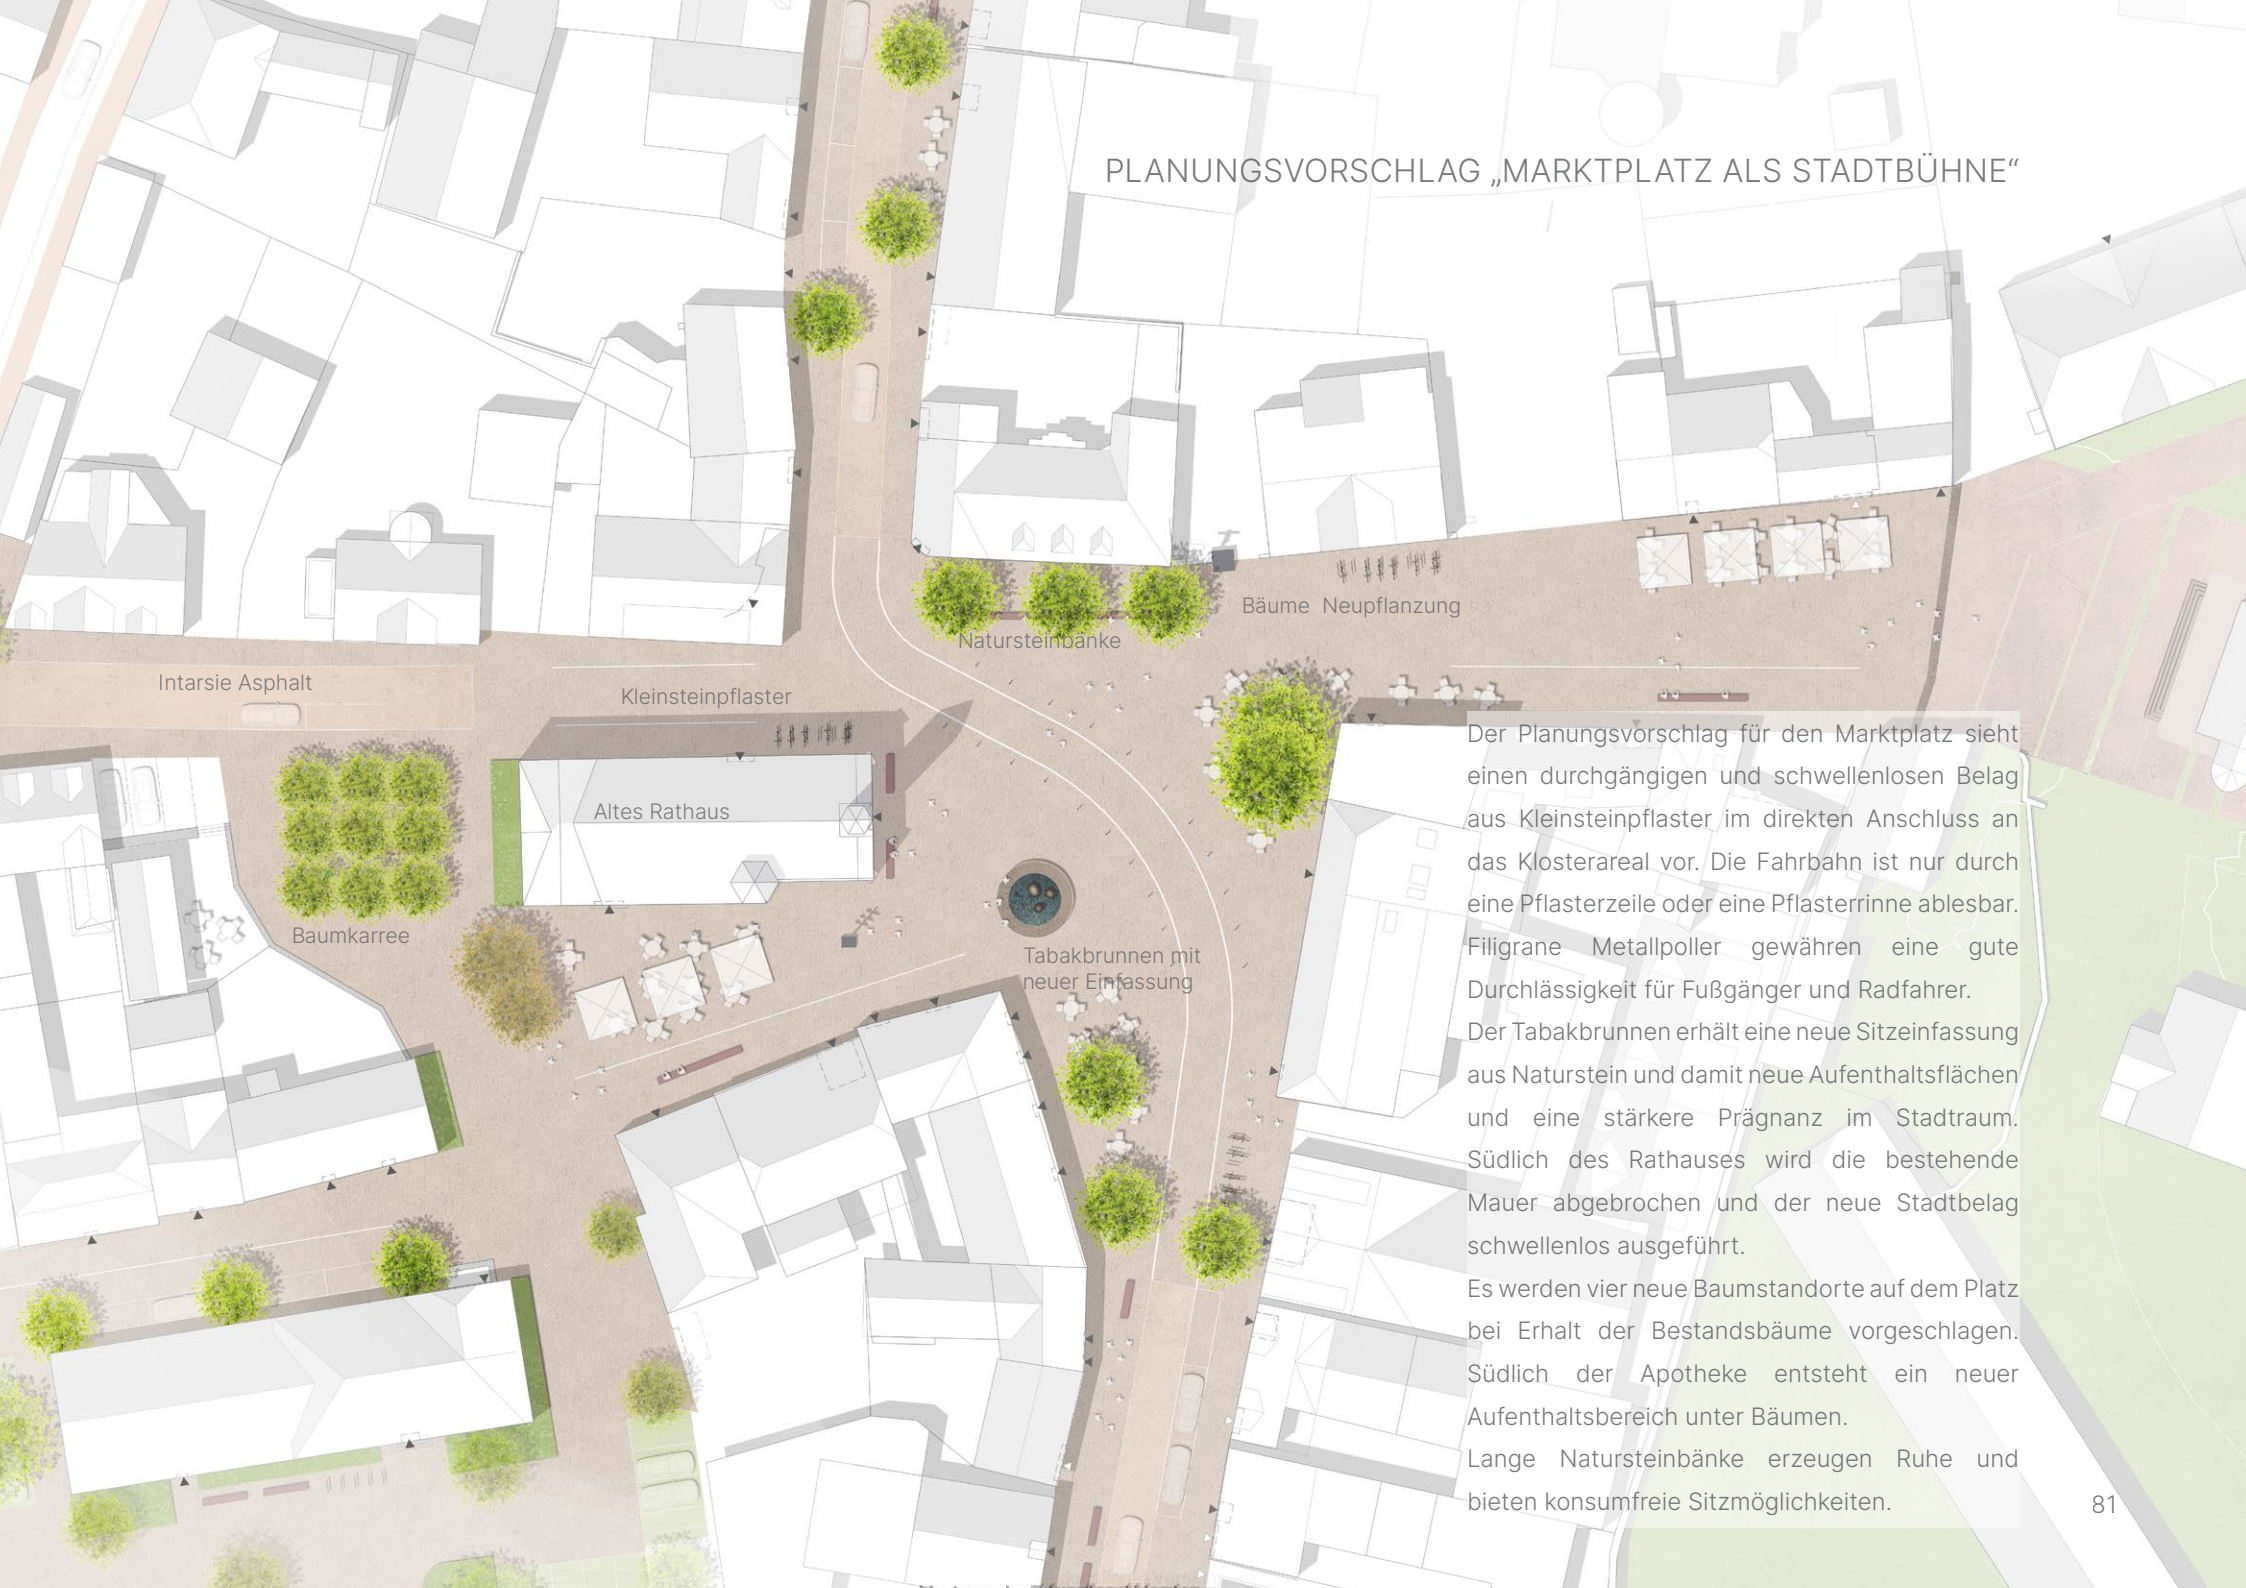 PLANUNGSVORSCHLAG „MARKTPLATZ ALS STADTBÜHNE“
Bäume Neupflanzung
Natursteinbänke
Intarsie Asphalt
Kleinsteinpflaster
Altes Rathaus
Baumkarree
Tabakbrunnen mit
neuer Einfassung
Der Planungsvorschlag für den Marktplatz sieht
einen durchgängigen und schwellenlosen Belag
aus Kleinsteinpflaster im direkten Anschluss an
das Klosterareal vor. Die Fahrbahn ist nur durch
eine Pflasterzeile oder eine Pflasterrinne ablesbar.
Filigrane Metallpoller gewähren eine gute
Durchlässigkeit für Fußgänger und Radfahrer.
Der Tabakbrunnen erhält eine neue Sitzeinfassung
aus Naturstein und damit neue Aufenthaltsflächen
und eine stärkere Prägnanz im Stadtraum.
Südlich des Rathauses wird die bestehende
Mauer abgebrochen und der neue Stadtbelag
schwellenlos ausgeführt.
Es werden vier neue Baumstandorte auf dem Platz
bei Erhalt der Bestandsbäume vorgeschlagen.
Südlich der Apotheke entsteht ein neuer
Aufenthaltsbereich unter Bäumen.
Lange Natursteinbänke erzeugen Ruhe und
bieten konsumfreie Sitzmöglichkeiten.
81